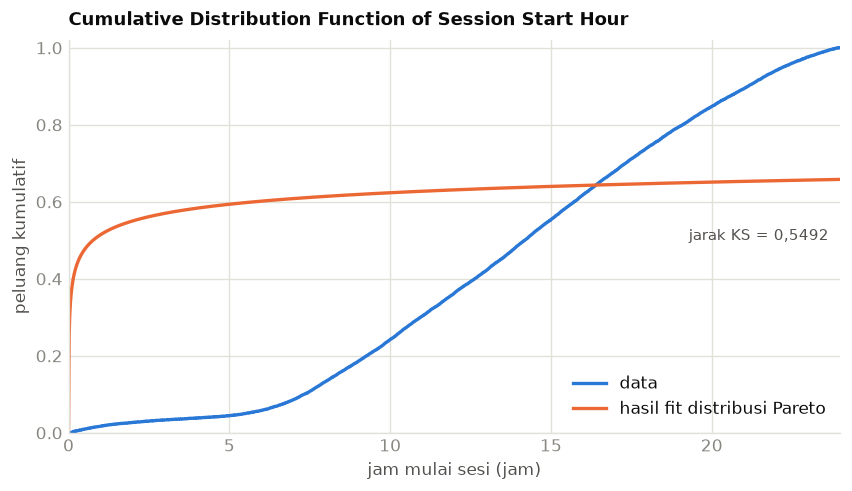 Cumulative Distribution Function of Session Start Hour
1.0
0.8
0.6
0.4
0.2
0.0
peluang kumulatif
jarak KS = 0,5492
data
hasil fit distribusi Pareto
0
5
10
15
20
jam mulai sesi (jam)